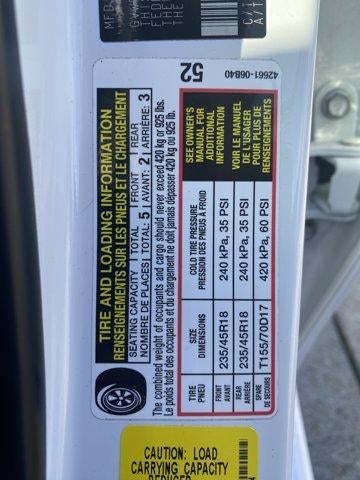 MFD
GVW
THIS
FEDE
THE
C/T
A/T
TIRE AND LOADING INFORMATION
RENSEIGNEMENTS SUR LES PNEUS ET LE CHARGEMENT
SEATING CAPACITY | TOTAL: 5 | FRONT AVANT: 2 | REAR ARRIÈRE: 3
NOMBRE DE PLACES
The combined weight of occupants and cargo should never exceed 420 kg or 925 lbs.
Le poids total des occupants et du chargement ne doit jamais dépasser 420 kg ou 925 lb.
TIRE PNEU | SIZE DIMENSIONS | COLD TIRE PRESSURE PRESSION DES PNEUS À FROID
FRONT AVANT | 235/45R18 | 240 kPa, 35 PSI
REAR ARRIÈRE | 235/45R18 | 240 kPa, 35 PSI
SPARE DE SECOURS | T155/70D17 | 420 kPa, 60 PSI
SEE OWNER'S
MANUAL FOR
ADDITIONAL
INFORMATION
VOIR LE MANUEL
DE L'USAGER
POUR PLUS DE
RENSEIGNEMENTS
52
42661-06B40
CAUTION: LOAD
CARRYING CAPACITY
REDUCED